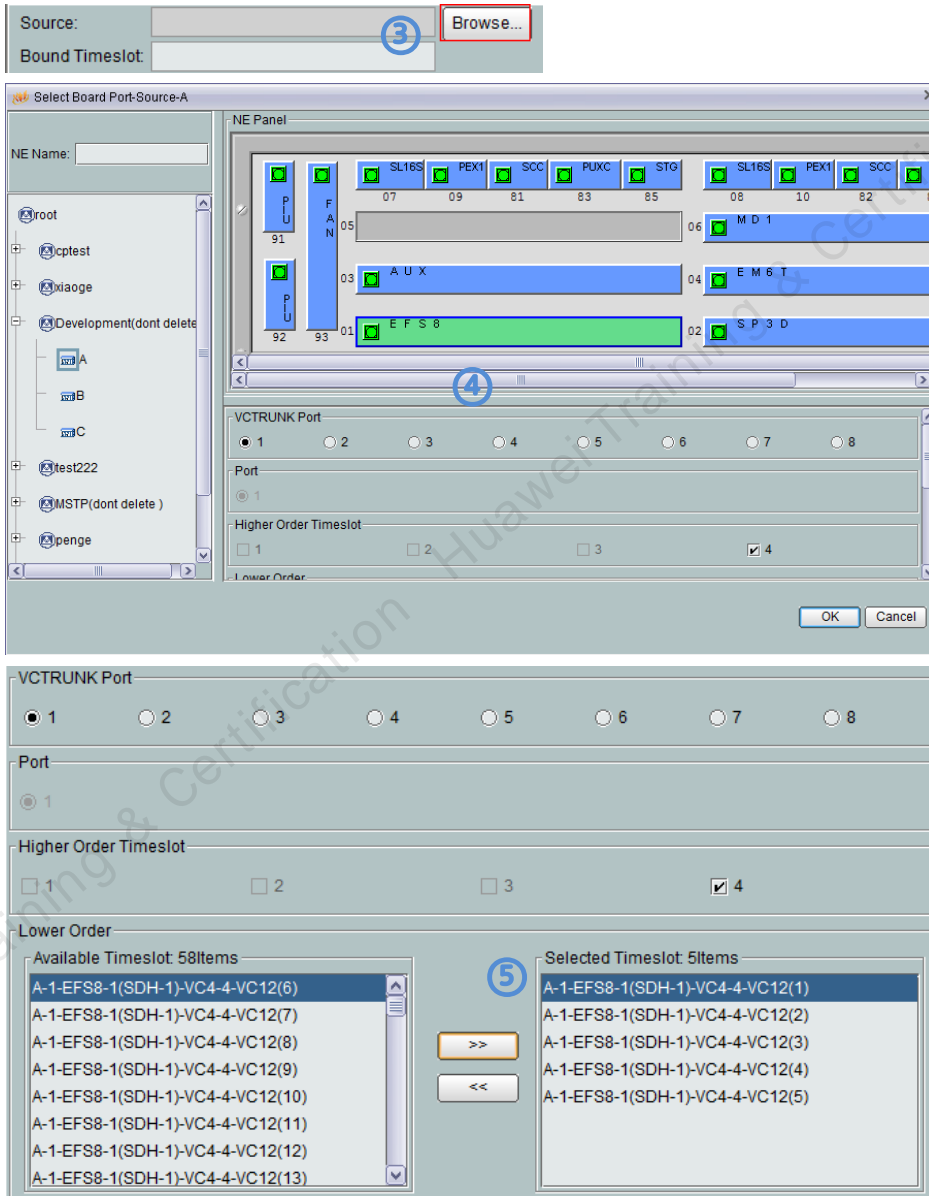 Source:
③
Browse...
Bound Timeslot:
Select Board Port-Source-A
NE Name:
root
cptest
xiaoge
Development(dont delete
A
B
C
test222
MSTP(dont delete )
penge
NE Panel
PIU
91
PIU
92
FAN
93
SL16S
07
PEX1
09
SCC
81
PUXC
83
STG
85
SL16S
08
PEX1
10
SCC
82
05
06
MD1
03
AUX
04
EM6T
01
EFS8
02
SP3D
④
VCTRUNK Port
1 2 3 4 5 6 7 8
Port
1
Higher Order Timeslot
1 2 3 4
Lower Order
OK Cancel
VCTRUNK Port
1 2 3 4 5 6 7 8
Port
1
Higher Order Timeslot
1 2 3 4
Lower Order
Available Timeslot: 58Items
A-1-EFS8-1(SDH-1)-VC4-4-VC12(6)
A-1-EFS8-1(SDH-1)-VC4-4-VC12(7)
A-1-EFS8-1(SDH-1)-VC4-4-VC12(8)
A-1-EFS8-1(SDH-1)-VC4-4-VC12(9)
A-1-EFS8-1(SDH-1)-VC4-4-VC12(10)
A-1-EFS8-1(SDH-1)-VC4-4-VC12(11)
A-1-EFS8-1(SDH-1)-VC4-4-VC12(12)
A-1-EFS8-1(SDH-1)-VC4-4-VC12(13)
>>
<<
⑤
Selected Timeslot: 5Items
A-1-EFS8-1(SDH-1)-VC4-4-VC12(1)
A-1-EFS8-1(SDH-1)-VC4-4-VC12(2)
A-1-EFS8-1(SDH-1)-VC4-4-VC12(3)
A-1-EFS8-1(SDH-1)-VC4-4-VC12(4)
A-1-EFS8-1(SDH-1)-VC4-4-VC12(5)
Training & Certification Huawei Training & Certifi